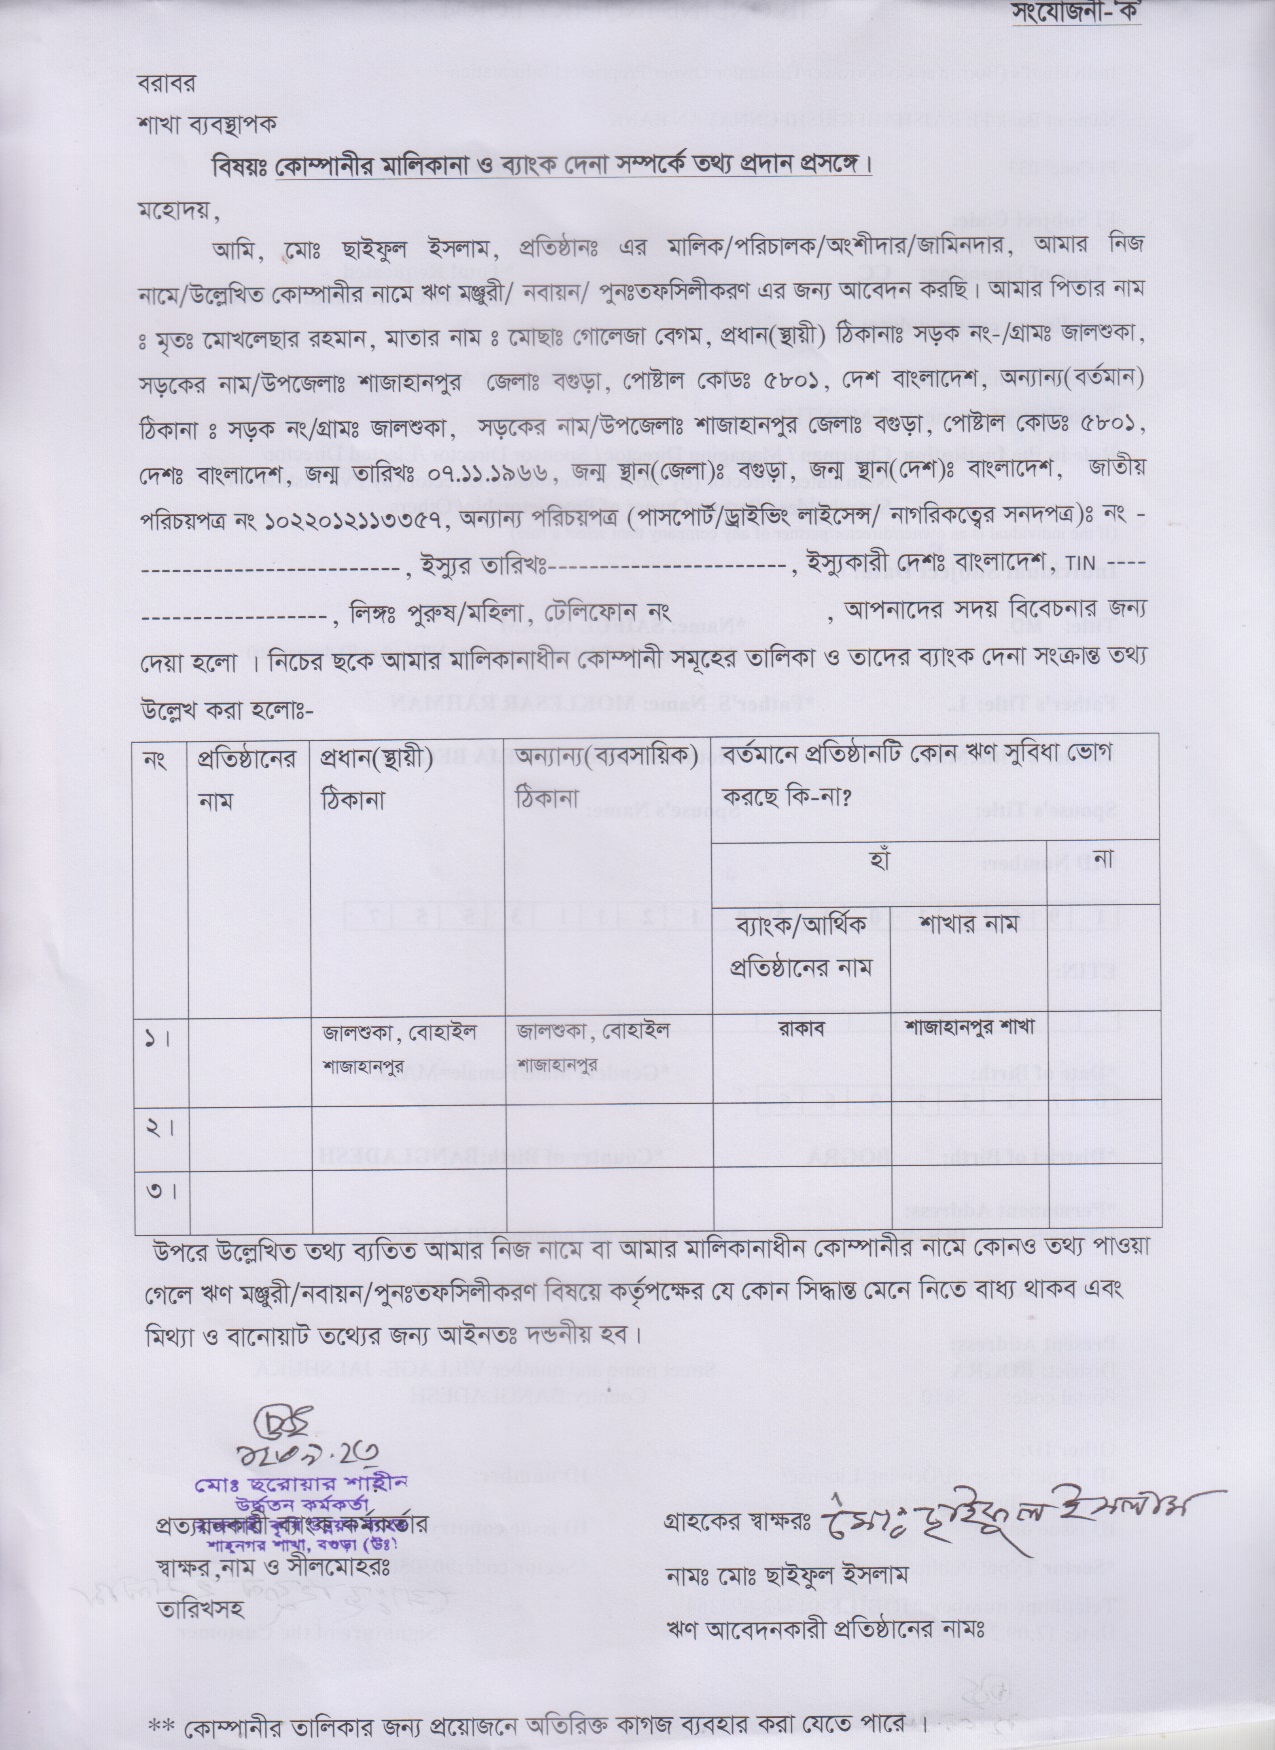 সংযোজনী-'ক'
বরাবর
শাখা ব্যবস্থাপক
বিষয়ঃ কোম্পানীর মালিকানা ও ব্যাংক দেনা সম্পর্কে তথ্য প্রদান প্রসঙ্গে।
মহোদয়,
আমি, মোঃ ছাইফুল ইসলাম, প্রতিষ্ঠানঃ এর মালিক/পরিচালক/অংশীদার/জামিনদার, আমার নিজ
নামে/উল্লেখিত কোম্পানীর নামে ঋণ মঞ্জুরী/ নবায়ন/ পুনঃতফসিলীকরণ এর জন্য আবেদন করছি। আমার পিতার নাম
ঃ মৃতঃ মোখলেছার রহমান, মাতার নাম ঃ মোছাঃ গোলেজা বেগম, প্রধান(স্থায়ী) ঠিকানাঃ সড়ক নং-/গ্রামঃ জালশুকা,
সড়কের নাম/উপজেলাঃ শাজাহানপুর জেলাঃ বগুড়া, পোষ্টাল কোডঃ ৫৮০১, দেশ বাংলাদেশ, অন্যান্য(বর্তমান)
ঠিকানা ঃ সড়ক নং/গ্রামঃ জালশুকা, সড়কের নাম/উপজেলাঃ শাজাহানপুর জেলাঃ বগুড়া, পোষ্টাল কোডঃ ৫৮০১,
দেশঃ বাংলাদেশ, জন্ম তারিখঃ ০৭.১১.১৯৬৬, জন্ম স্থান(জেলা)ঃ বগুড়া, জন্ম স্থান(দেশ)ঃ বাংলাদেশ, জাতীয়
পরিচয়পত্র নং ১০২২০১২১১৩৩৫৭, অন্যান্য পরিচয়পত্র (পাসপোর্ট/ড্রাইভিং লাইসেন্স/ নাগরিকত্বের সনদপত্র)ঃ নং -
-------------------------, ইস্যুর তারিখঃ-----------------------, ইস্যুকারী দেশঃ বাংলাদেশ, TIN ----
------------------, লিঙ্গঃ পুরুষ/মহিলা, টেলিফোন নং , আপনাদের সদয় বিবেচনার জন্য
দেয়া হলো । নিচের ছকে আমার মালিকানাধীন কোম্পানী সমূহের তালিকা ও তাদের ব্যাংক দেনা সংক্রান্ত তথ্য
উল্লেখ করা হলোঃ-
নং প্রতিষ্ঠানের প্রধান(স্থায়ী) অন্যান্য(ব্যবসায়িক) বর্তমানে প্রতিষ্ঠানটি কোন ঋণ সুবিধা ভোগ
নাম ঠিকানা ঠিকানা করছে কি-না?
হাঁ না
ব্যাংক/আর্থিক শাখার নাম
প্রতিষ্ঠানের নাম
১। জালশুকা, বোহাইল জালশুকা, বোহাইল রাকাব শাজাহানপুর শাখা
শাজাহানপুর শাজাহানপুর
২।
৩।
উপরে উল্লেখিত তথ্য ব্যতিত আমার নিজ নামে বা আমার মালিকানাধীন কোম্পানীর নামে কোনও তথ্য পাওয়া
গেলে ঋণ মঞ্জুরী/নবায়ন/পুনঃতফসিলীকরণ বিষয়ে কর্তৃপক্ষের যে কোন সিদ্ধান্ত মেনে নিতে বাধ্য থাকব এবং
মিথ্যা ও বানোয়াট তথ্যের জন্য আইনতঃ দন্ডনীয় হব।
মোঃ ছরোয়ার শাহীন
উর্দ্ধতন কর্মকর্তা
প্রত্যয়নকারী ব্যাংক কর্মকর্তার
শাহনগর শাখা, বগুড়া (উঃ)
স্বাক্ষর,নাম ও সীলমোহরঃ
তারিখসহ
গ্রাহকের স্বাক্ষরঃ মোঃ ছাইফুল ইসলাম
নামঃ মোঃ ছাইফুল ইসলাম
ঋণ আবেদনকারী প্রতিষ্ঠানের নামঃ
** কোম্পানীর তালিকার জন্য প্রয়োজনে অতিরিক্ত কাগজ ব্যবহার করা যেতে পারে ।